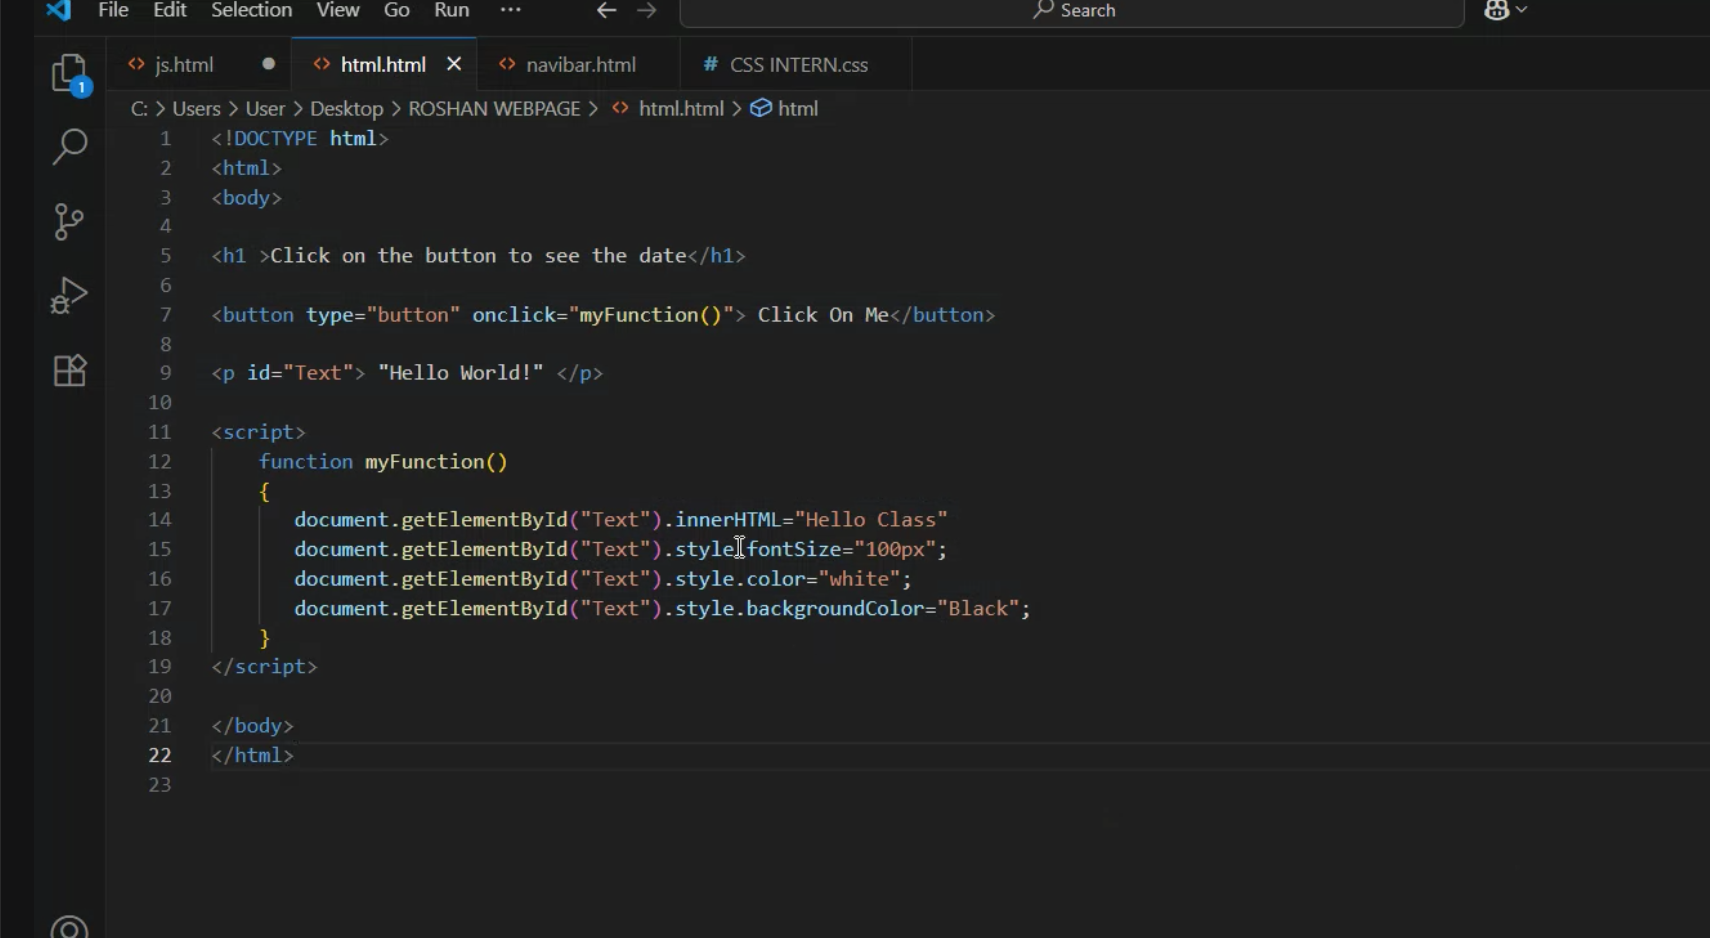 File Edit Selection View Go Run ··· ← → Search
js.html ● html.html × navibar.html # CSS INTERN.css
1
C: > Users > User > Desktop > ROSHAN WEBPAGE > html.html > html
1 <!DOCTYPE html>
2 <html>
3 <body>
4
5 <h1 >Click on the button to see the date</h1>
6
7 <button type="button" onclick="myFunction()"> Click On Me</button>
8
9 <p id="Text"> "Hello World!" </p>
10
11 <script>
12 function myFunction()
13 {
14 document.getElementById("Text").innerHTML="Hello Class"
15 document.getElementById("Text").style.fontSize="100px";
16 document.getElementById("Text").style.color="white";
17 document.getElementById("Text").style.backgroundColor="Black";
18 }
19 </script>
20
21 </body>
22 </html>
23